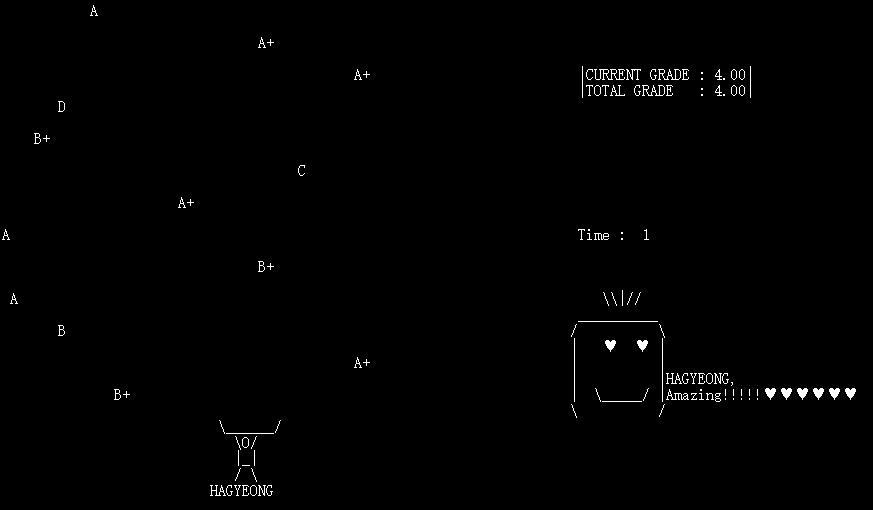 A
A+
A+
CURRENT GRADE : 4.00
TOTAL GRADE : 4.00
D
B+
C
A+
A
Time : 1
B+
A
B
A+
HAGYEONG,
B+
Amazing!!!!!♥♥♥♥♥♥
HAGYEONG